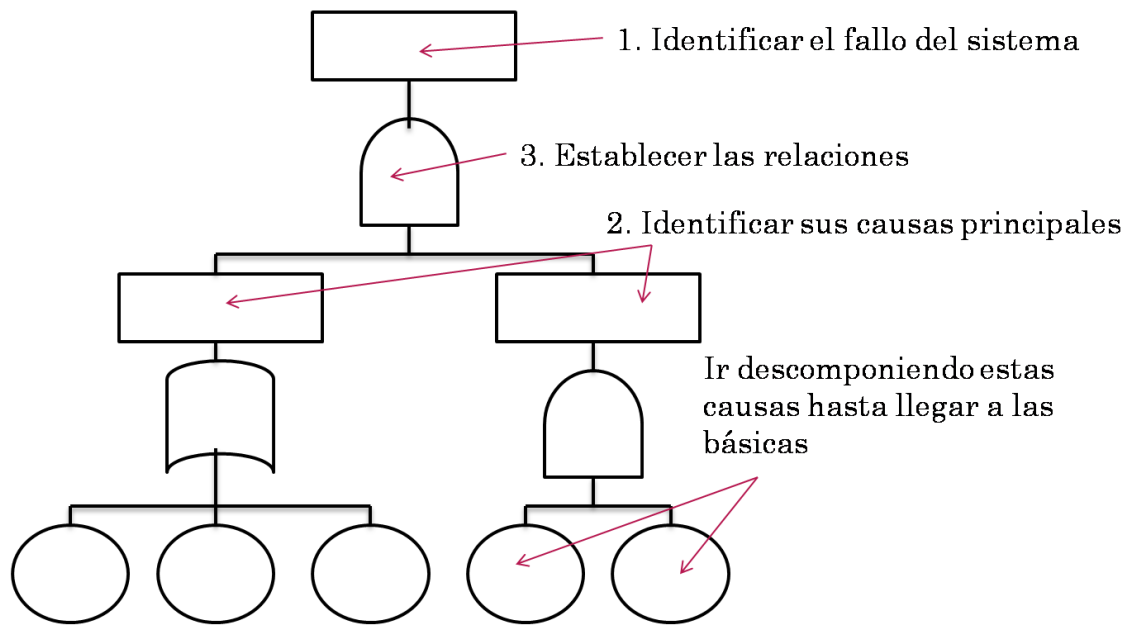 1. Identificar el fallo del sistema
3. Establecer las relaciones
2. Identificar sus causas principales
Ir descomponiendo estas
causas hasta llegar a las
básicas